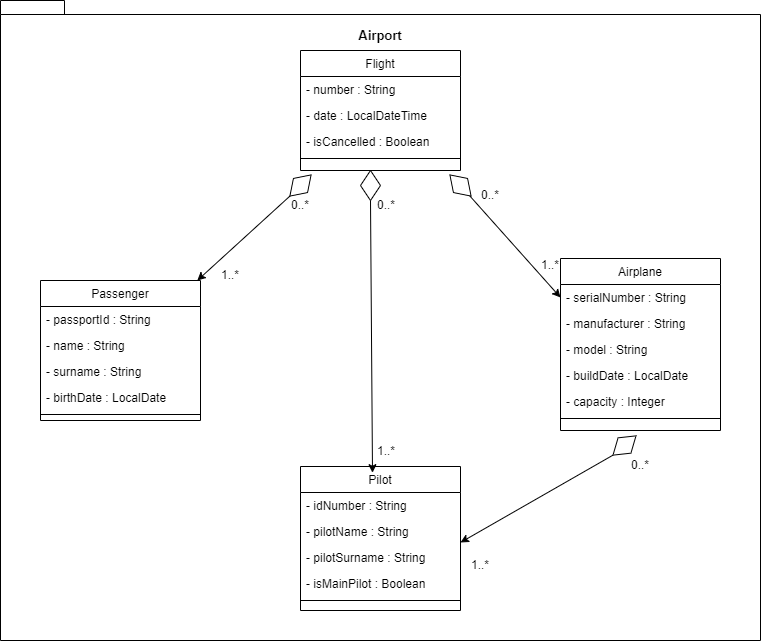 Airport
Flight
- number : String
- date : LocalDateTime
- isCancelled : Boolean
0..*
0..*
0..*
1..*
1..*
Passenger
- passportId : String
- name : String
- surname : String
- birthDate : LocalDate
Airplane
- serialNumber : String
- manufacturer : String
- model : String
- buildDate : LocalDate
- capacity : Integer
0..*
1..*
1..*
Pilot
- idNumber : String
- pilotName : String
- pilotSurname : String
- isMainPilot : Boolean